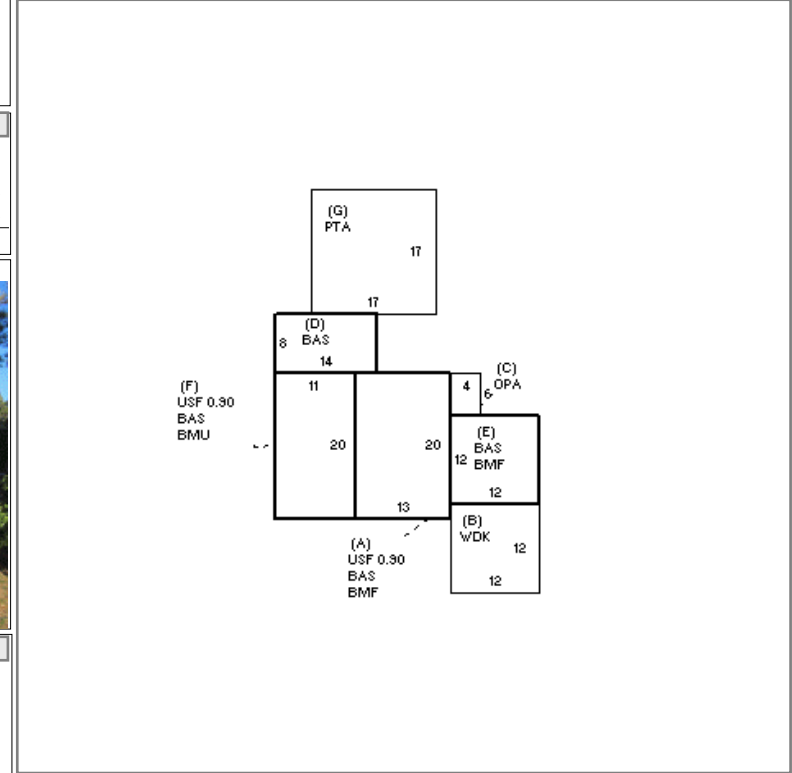 (G)
PTA
17
17
(D)
BAS
8
14
(C)
OPA
4
6
(F)
USF 0.90
BAS
BMU
11
20
20
13
(E)
BAS
BMF
12
12
(B)
WDK
12
12
(A)
USF 0.90
BAS
BMF